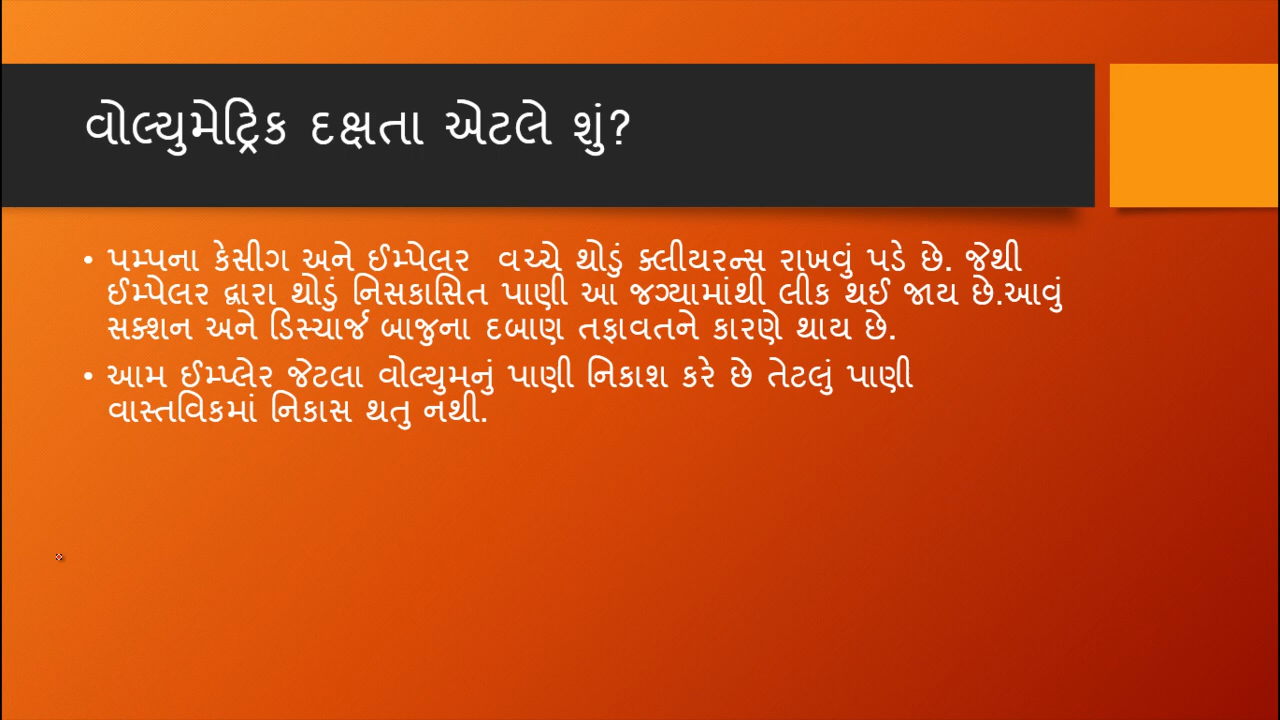 વોલ્યુમેટ્રિક દક્ષતા એટલે શું?
• પમ્પના કેસીગ અને ઈમ્પેલર વચ્ચે થોડું ક્લીયરન્સ રાખવું પડે છે. જેથી
ઈમ્પેલર દ્વારા થોડું નિસકાસિત પાણી આ જગ્યામાંથી લીક થઈ જાય છે.આવું
સક્શન અને ડિસ્ચાર્જ બાજુના દબાણ તફાવતને કારણે થાય છે.
• આમ ઈમ્પ્લેર જેટલા વોલ્યુમનું પાણી નિકાશ કરે છે તેટલું પાણી
વાસ્તવિકમાં નિકાસ થતુ નથી.